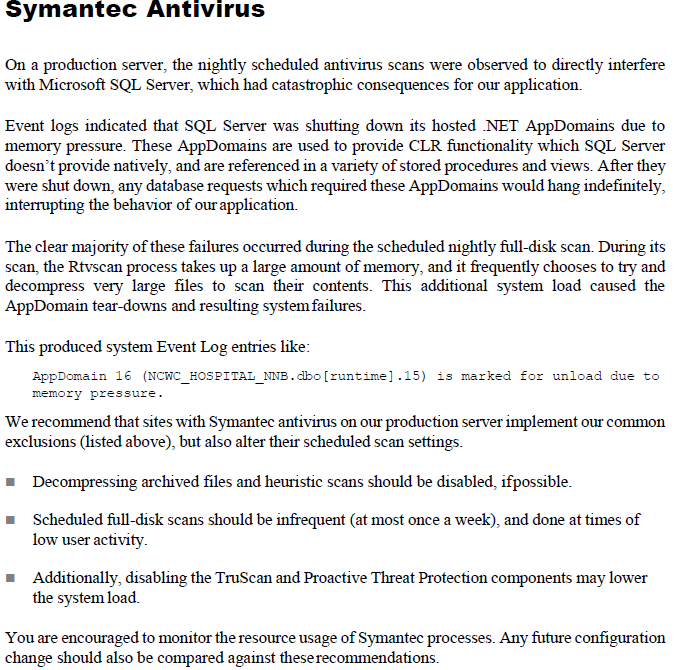 Symantec Antivirus
On a production server, the nightly scheduled antivirus scans were observed to directly interfere
with Microsoft SQL Server, which had catastrophic consequences for our application.
Event logs indicated that SQL Server was shutting down its hosted .NET AppDomains due to
memory pressure. These AppDomains are used to provide CLR functionality which SQL Server
doesn’t provide natively, and are referenced in a variety of stored procedures and views. After they
were shut down, any database requests which required these AppDomains would hang indefinitely,
interrupting the behavior of our application.
The clear majority of these failures occurred during the scheduled nightly full-disk scan. During its
scan, the Rtvscan process takes up a large amount of memory, and it frequently chooses to try and
decompress very large files to scan their contents. This additional system load caused the
AppDomain tear-downs and resulting system failures.
This produced system Event Log entries like:
AppDomain 16 (NCWC_HOSPITAL_NNB.dbo[runtime].15) is marked for unload due to
memory pressure.
We recommend that sites with Symantec antivirus on our production server implement our common
exclusions (listed above), but also alter their scheduled scan settings.
■ Decompressing archived files and heuristic scans should be disabled, ifpossible.
■ Scheduled full-disk scans should be infrequent (at most once a week), and done at times of
low user activity.
■ Additionally, disabling the TruScan and Proactive Threat Protection components may lower
the system load.
You are encouraged to monitor the resource usage of Symantec processes. Any future configuration
change should also be compared against these recommendations.